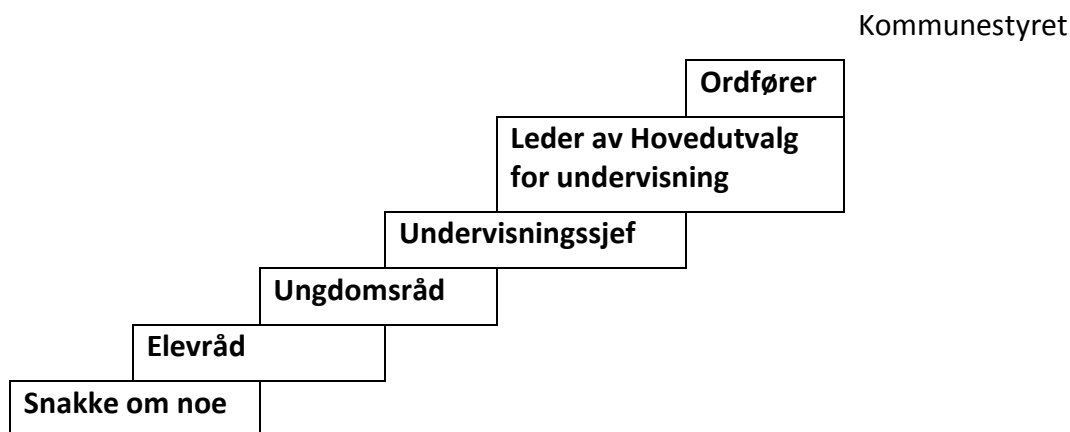 Kommunestyret
Ordfører
Leder av Hovedutvalg
for undervisning
Undervisningssjef
Ungdomsråd
Elevråd
Snakke om noe